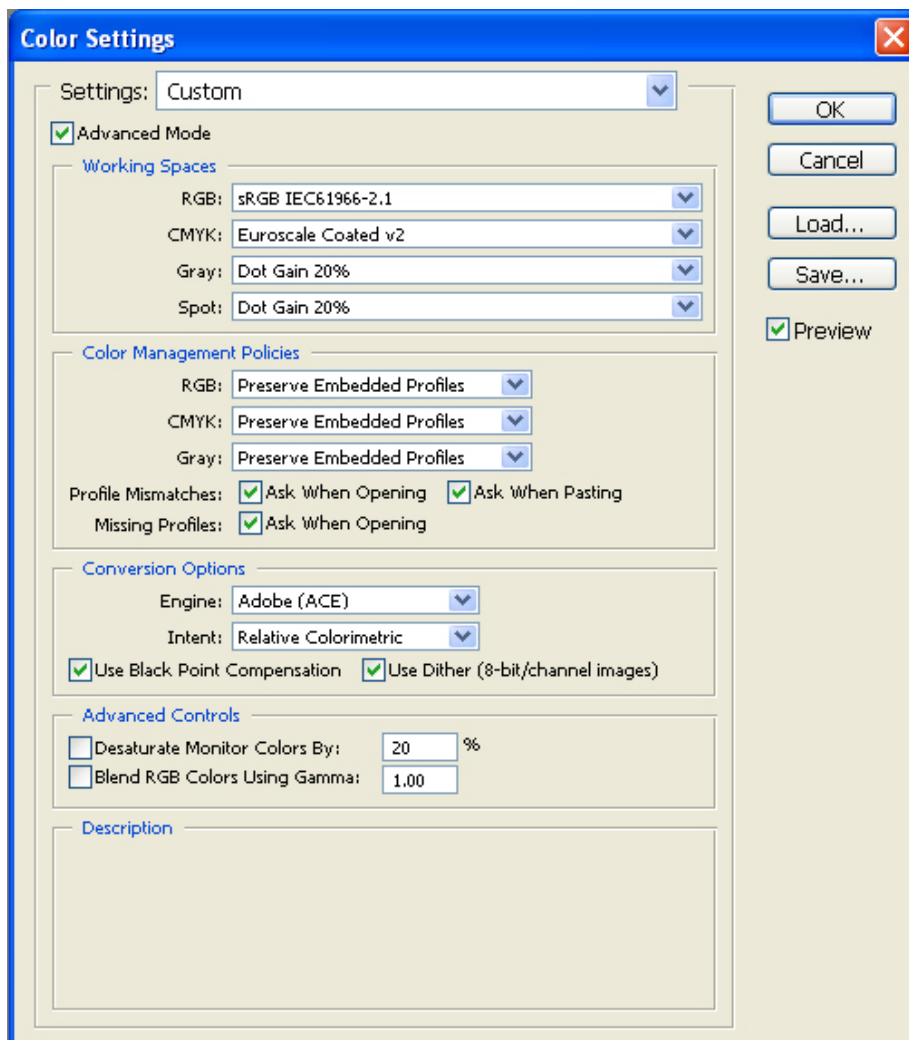 Color Settings
Settings: Custom
OK
Advanced Mode
Cancel
Working Spaces
RGB: sRGB IEC61966-2.1
CMYK: Euroscale Coated v2
Load...
Gray: Dot Gain 20%
Save...
Spot: Dot Gain 20%
Preview
Color Management Policies
RGB: Preserve Embedded Profiles
CMYK: Preserve Embedded Profiles
Gray: Preserve Embedded Profiles
Profile Mismatches: Ask When Opening Ask When Pasting
Missing Profiles: Ask When Opening
Conversion Options
Engine: Adobe (ACE)
Intent: Relative Colorimetric
Use Black Point Compensation Use Dither (8-bit/channel images)
Advanced Controls
Desaturate Monitor Colors By: 20 %
Blend RGB Colors Using Gamma: 1.00
Description